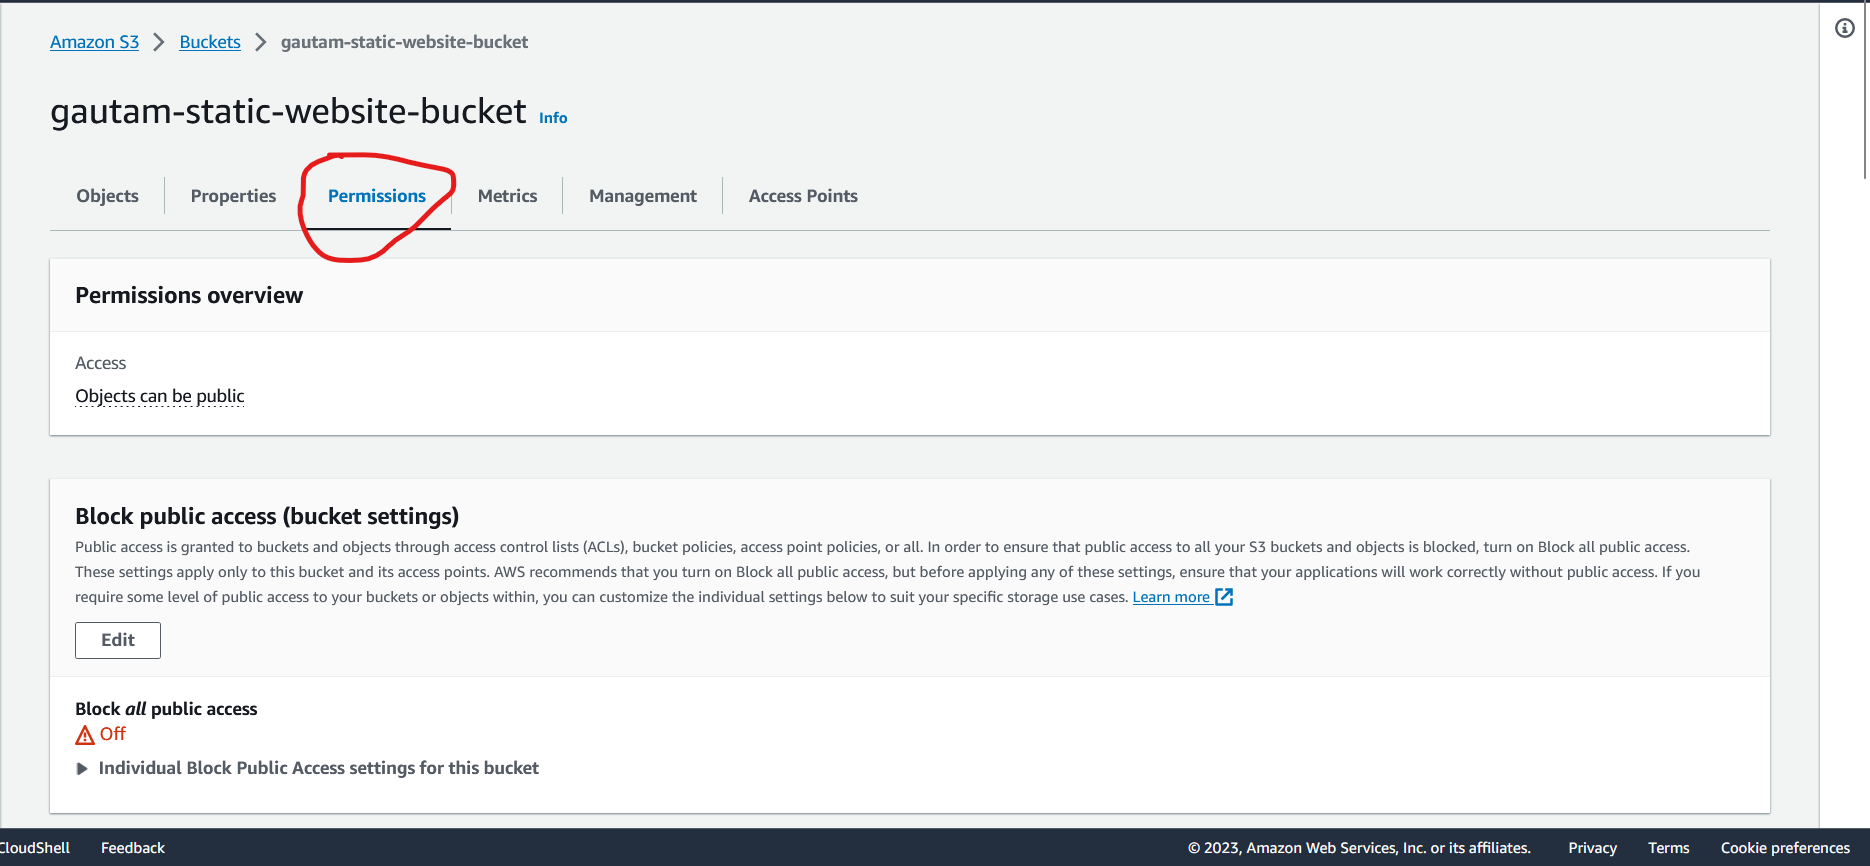 Amazon S3 > Buckets > gautam-static-website-bucket
gautam-static-website-bucket Info
Objects Properties Permissions Metrics Management Access Points
Permissions overview
Access
Objects can be public
Block public access (bucket settings)
Public access is granted to buckets and objects through access control lists (ACLs), bucket policies, access point policies, or all. In order to ensure that public access to all your S3 buckets and objects is blocked, turn on Block all public access.
These settings apply only to this bucket and its access points. AWS recommends that you turn on Block all public access, but before applying any of these settings, ensure that your applications will work correctly without public access. If you
require some level of public access to your buckets or objects within, you can customize the individual settings below to suit your specific storage use cases. Learn more
Edit
Block all public access
Off
Individual Block Public Access settings for this bucket
CloudShell Feedback © 2023, Amazon Web Services, Inc. or its affiliates. Privacy Terms Cookie preferences